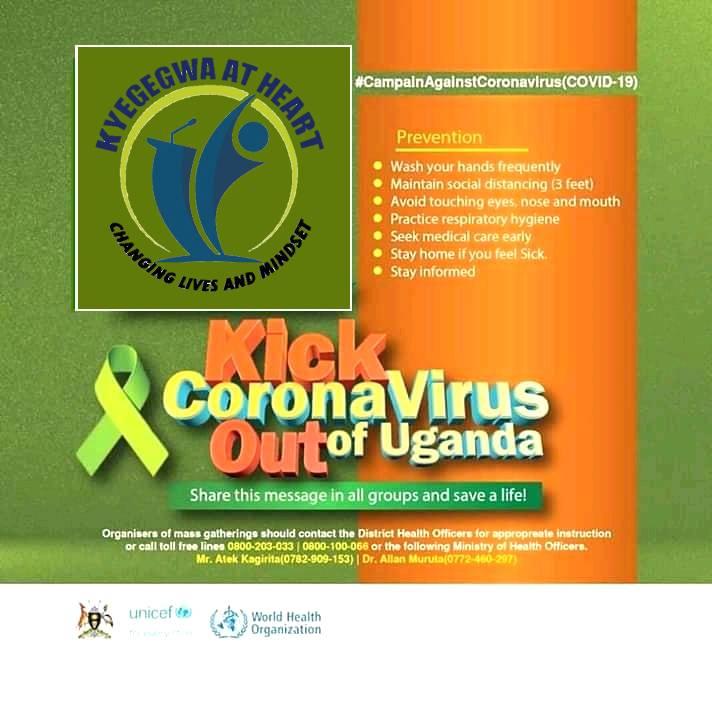 KYEGEGWA AT HEART
CHANGING LIVES AND MINDSET
#CampainAgainstCoronavirus(COVID-19)
Prevention
Wash your hands frequently
Maintain social distancing (3 feet)
Avoid touching eyes, nose and mouth
Practice respiratory hygiene
Seek medical care early
Stay home if you feel Sick.
Stay informed
Kick
CoronaVirus
Out of Uganda
Share this message in all groups and save a life!
Organisers of mass gatherings should contact the District Health Officers for appropreate instruction
or call toll free lines 0800-203-033 | 0800-100-066 or the following Ministry of Health Officers.
Mr. Atek Kagirita(0782-909-153) | Dr. Allan Muruta(0772-460-297)
unicef
World Health
Organization